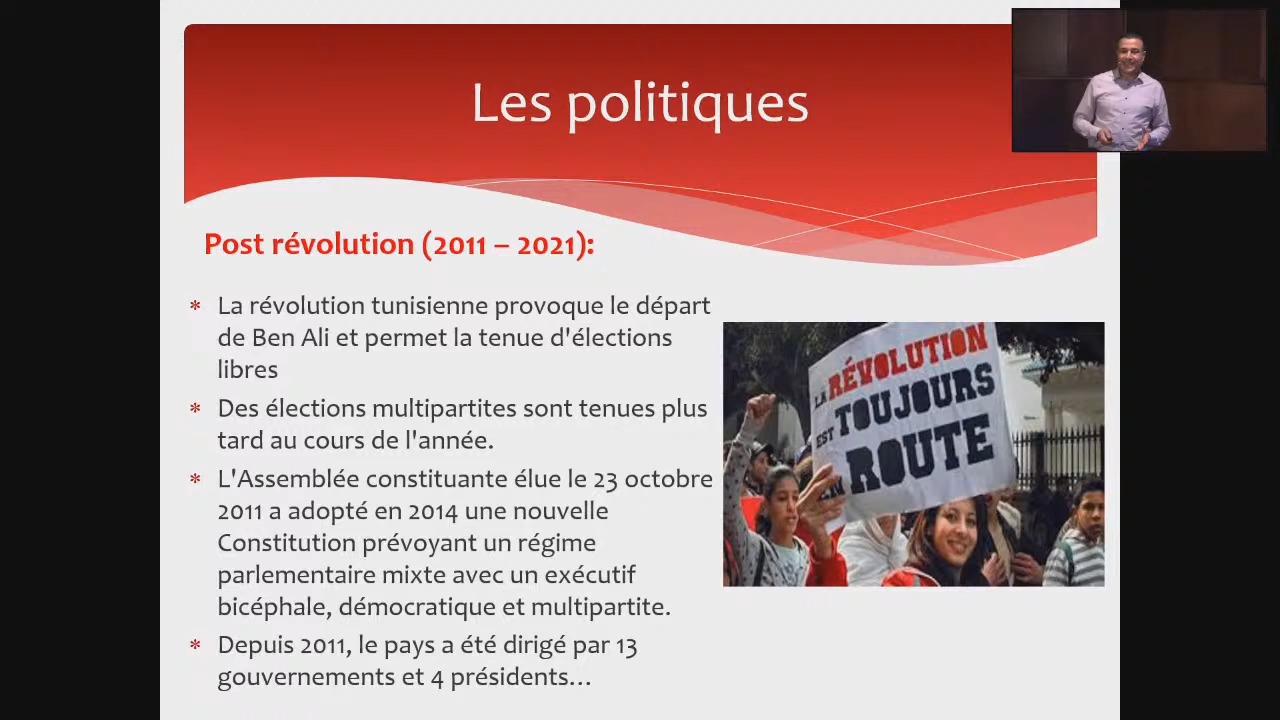 Les politiques
Post révolution (2011 – 2021):
* La révolution tunisienne provoque le départ
de Ben Ali et permet la tenue d'élections
libres
* Des élections multipartites sont tenues plus
tard au cours de l'année.
* L'Assemblée constituante élue le 23 octobre
2011 a adopté en 2014 une nouvelle
Constitution prévoyant un régime
parlementaire mixte avec un exécutif
bicéphale, démocratique et multipartite.
* Depuis 2011, le pays a été dirigé par 13
gouvernements et 4 présidents…
LA RÉVOLUTION
EST TOUJOURS
EN ROUTE